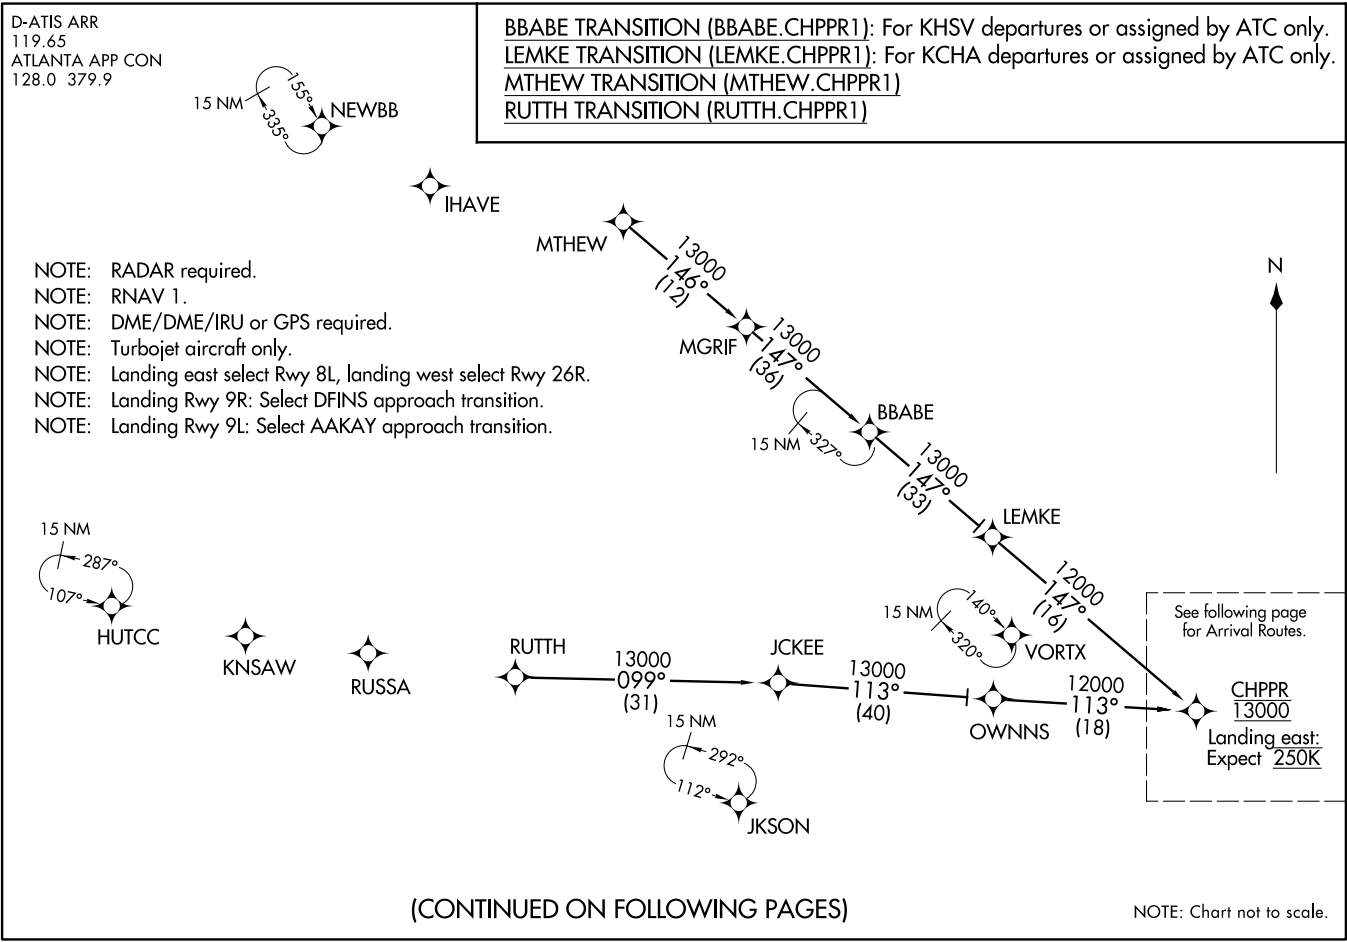 D-ATIS ARR
119.65
ATLANTA APP CON
128.0 379.9
BBABE TRANSITION (BBABE.CHPPR1): For KHSV departures or assigned by ATC only.
LEMKE TRANSITION (LEMKE.CHPPR1): For KCHA departures or assigned by ATC only.
MTHEW TRANSITION (MTHEW.CHPPR1)
RUTTH TRANSITION (RUTTH.CHPPR1)
15 NM
155°
335°
NEWBB
IHAVE
MTHEW
13000
146°
(12)
N
NOTE: RADAR required.
NOTE: RNAV 1.
NOTE: DME/DME/IRU or GPS required.
NOTE: Turbojet aircraft only.
NOTE: Landing east select Rwy 8L, landing west select Rwy 26R.
NOTE: Landing Rwy 9R: Select DFINS approach transition.
NOTE: Landing Rwy 9L: Select AAKAY approach transition.
MGRIF
13000
147°
(36)
BBABE
15 NM
327°
13000
147°
(33)
LEMKE
12000
147°
(16)
15 NM
287°
107°
HUTCC
KNSAW
RUSSA
RUTTH
13000
099°
(31)
JCKEE
13000
113°
(40)
15 NM
140°
320°
VORTX
OWNNS
12000
113°
(18)
See following page
for Arrival Routes.
CHPPR
13000
Landing east:
Expect 250K
15 NM
292°
112°
JKSON
(CONTINUED ON FOLLOWING PAGES)
NOTE: Chart not to scale.